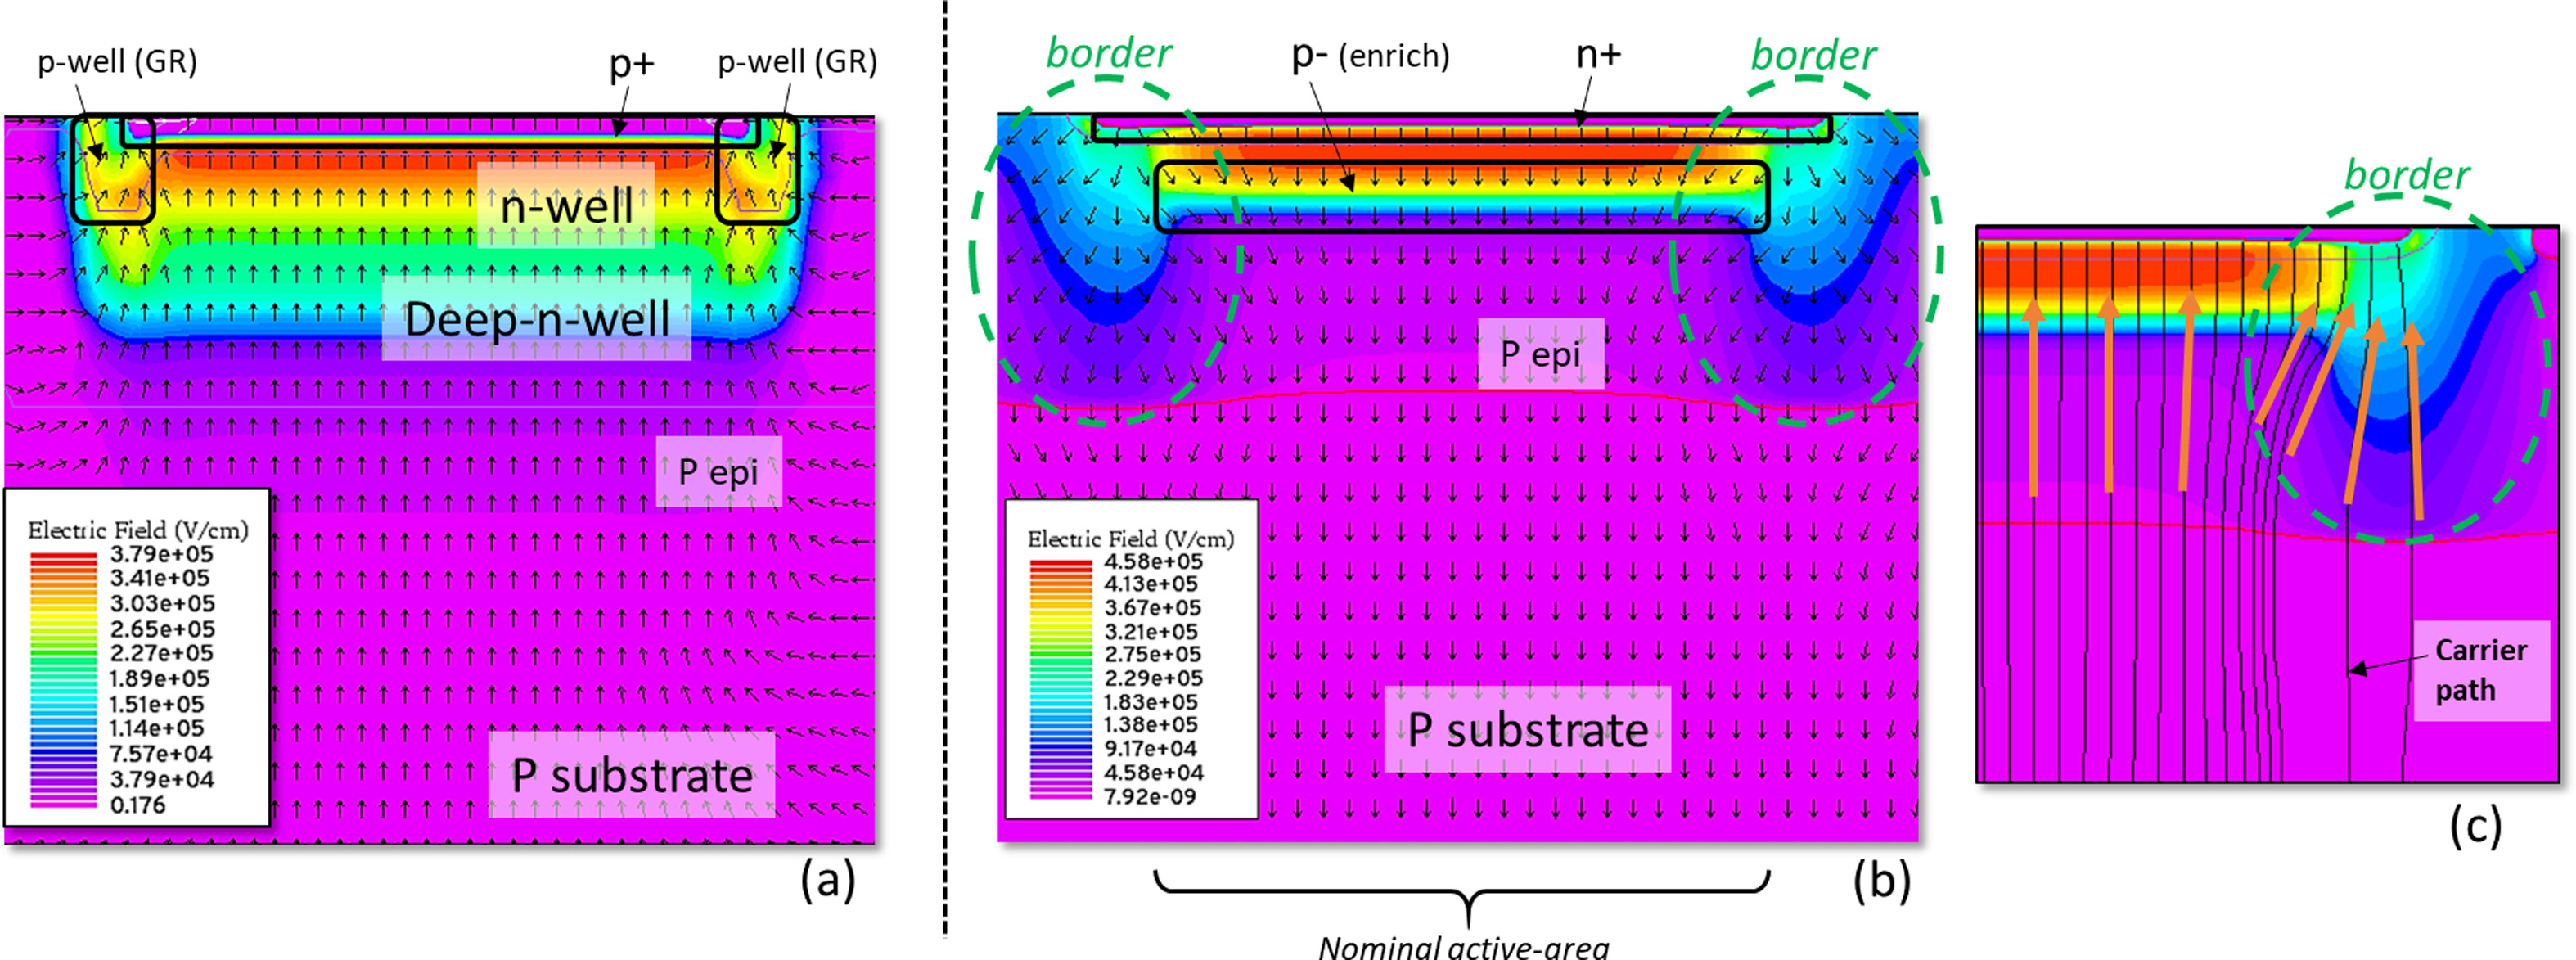 p-well (GR)
p+
p-well (GR)
n-well
Deep-n-well
P epi
P substrate
Electric Field (V/cm)
3.79e+05
3.41e+05
3.03e+05
2.65e+05
2.27e+05
1.89e+05
1.51e+05
1.14e+05
7.57e+04
3.79e+04
0.176
(a)
border
p- (enrich)
n+
border
P epi
P substrate
Electric Field (V/cm)
4.58e+05
4.13e+05
3.67e+05
3.21e+05
2.75e+05
2.29e+05
1.83e+05
1.38e+05
9.17e+04
4.58e+04
7.92e-09
(b)
Nominal active-area
border
Carrier
path
(c)